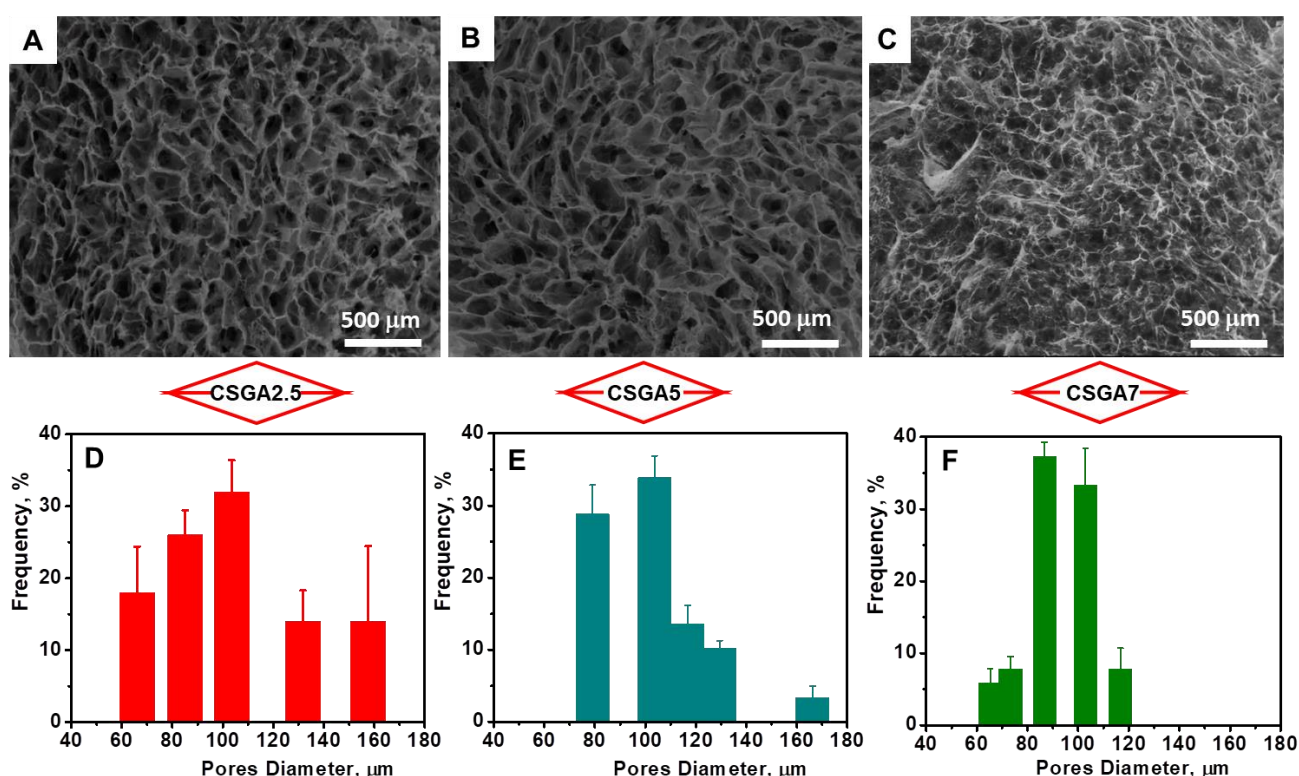 A
B
C
500 µm
500 µm
500 µm
CSGA2.5
CSGA5
CSGA7
D
Frequency, %
40
30
20
10
0
40 60 80 100 120 140 160 180
Pores Diameter, µm
E
Frequency, %
40
30
20
10
0
40 60 80 100 120 140 160 180
Pores Diameter, µm
F
Frequency, %
40
30
20
10
0
40 60 80 100 120 140 160 180
Pores Diameter, µm